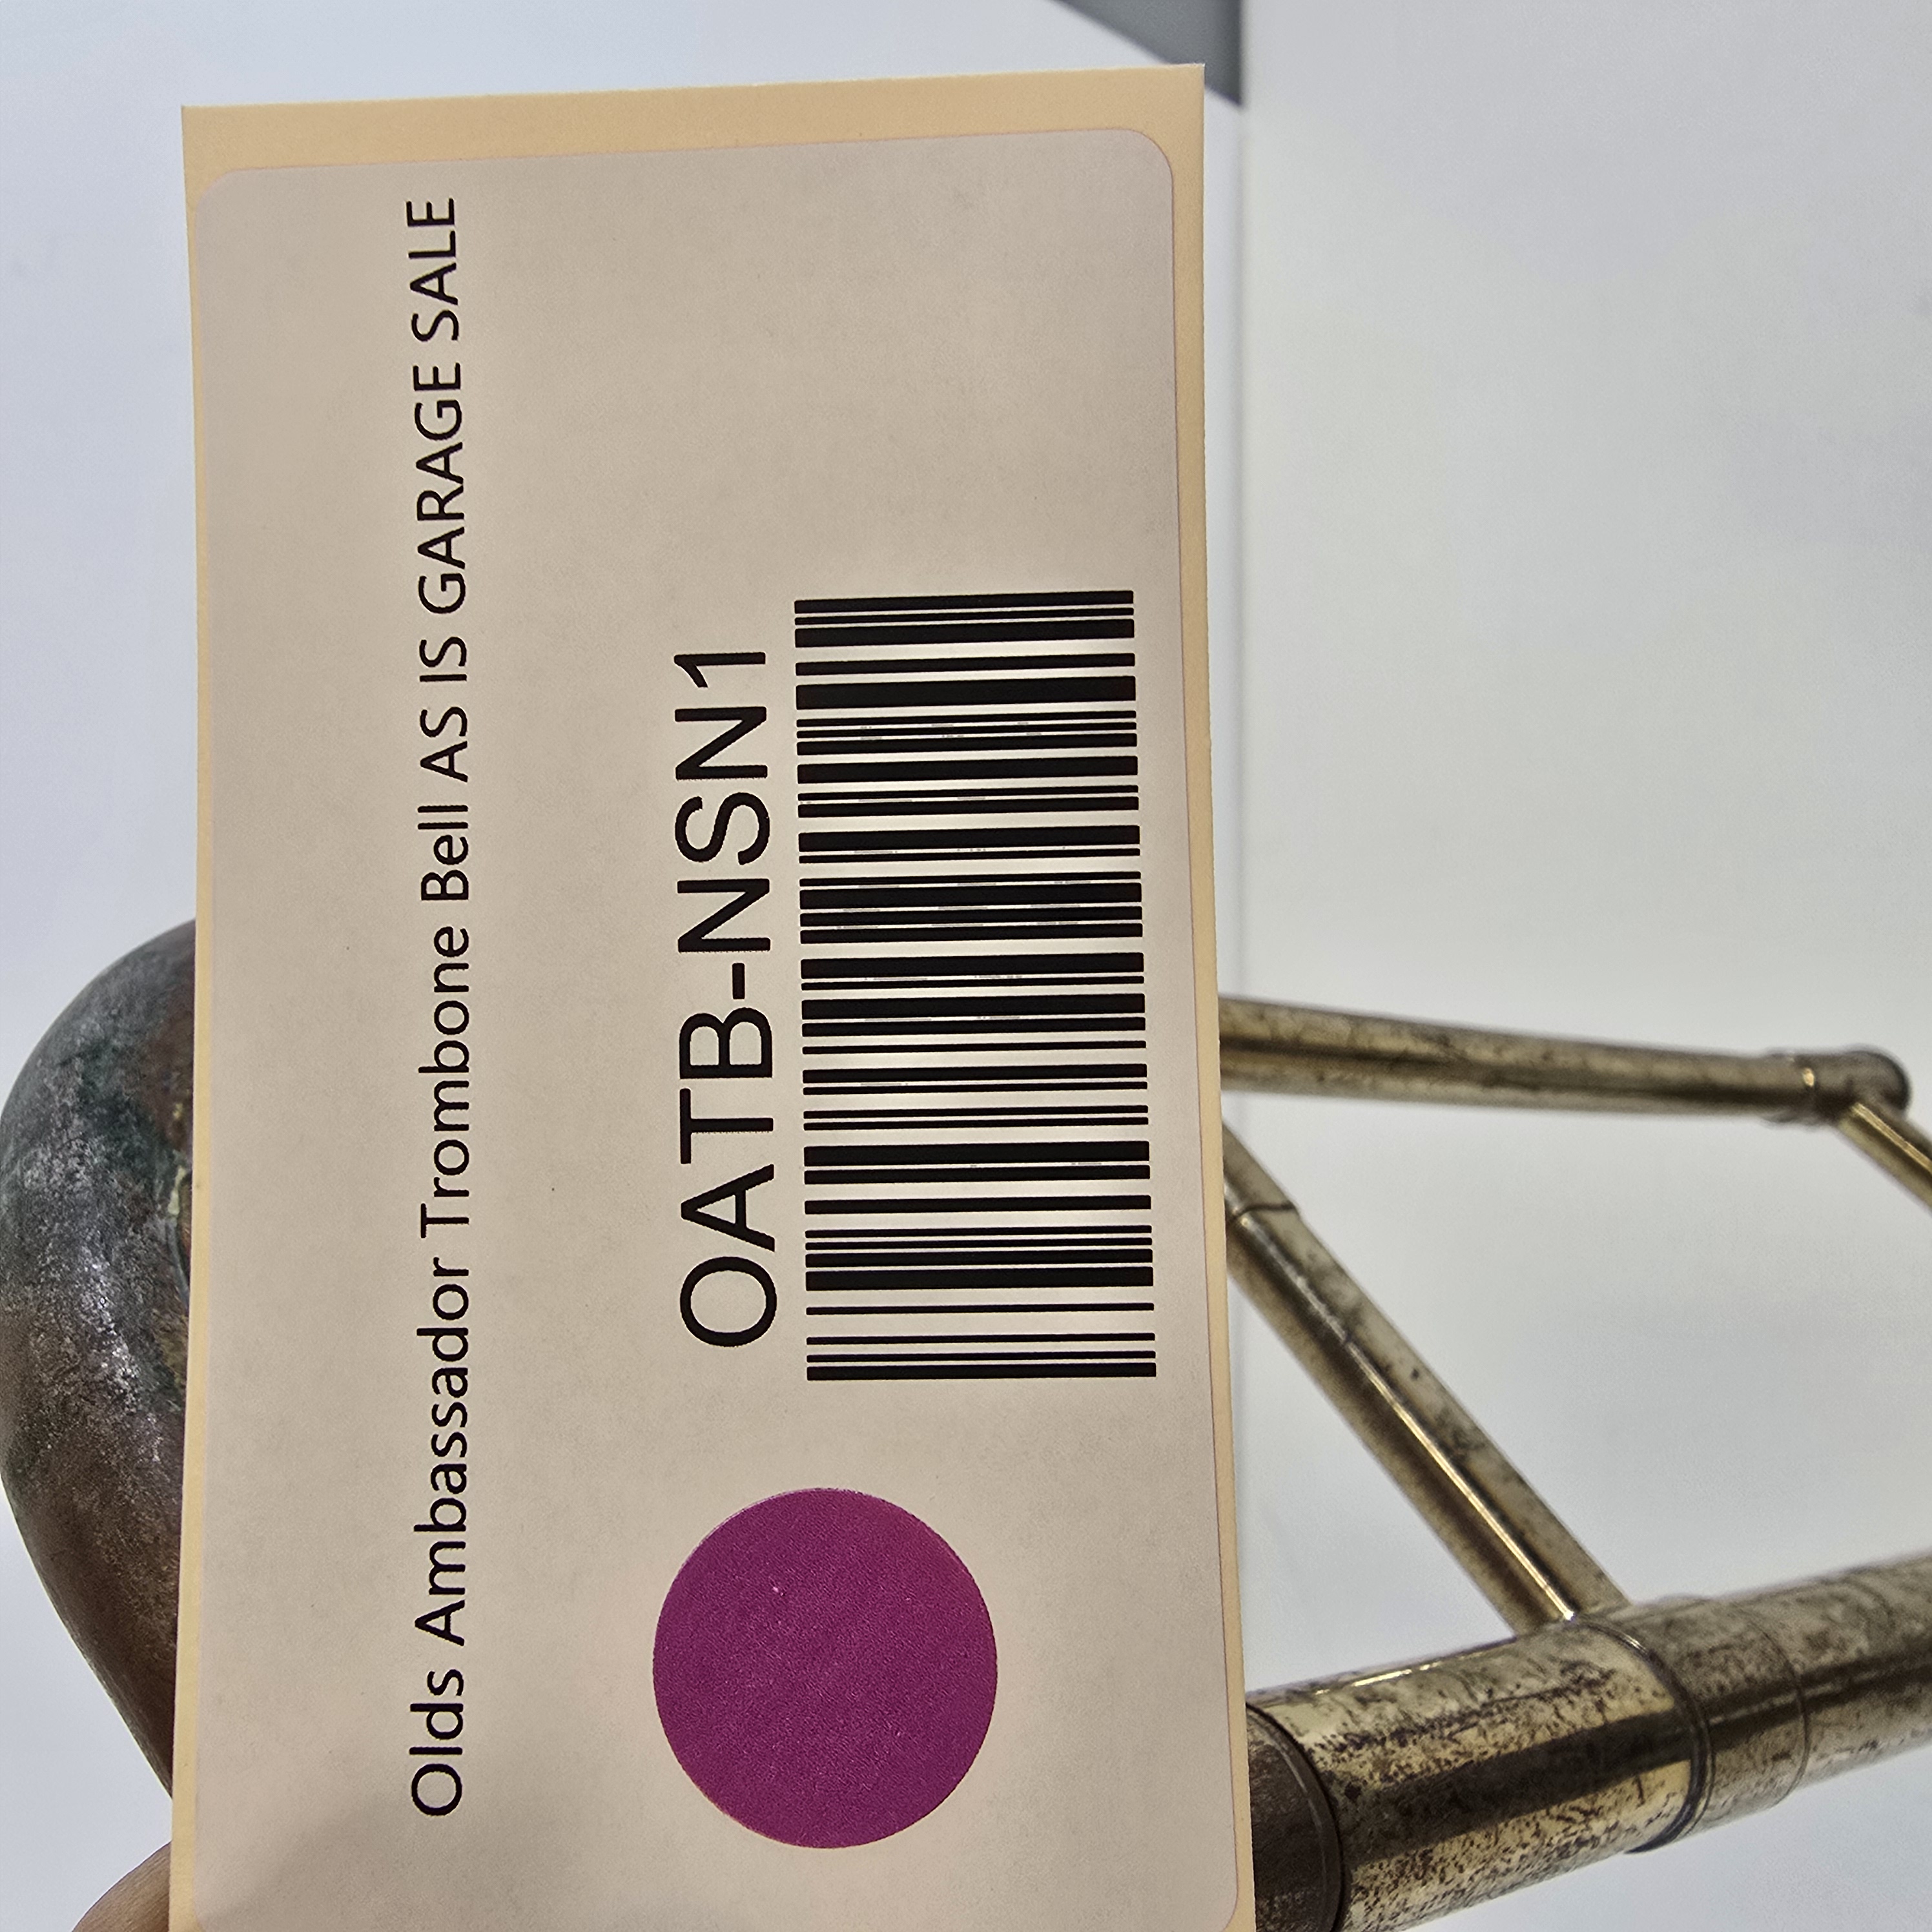 Olds Ambassador Trombone Bell AS IS GARAGE SALE
OATB-NSN1